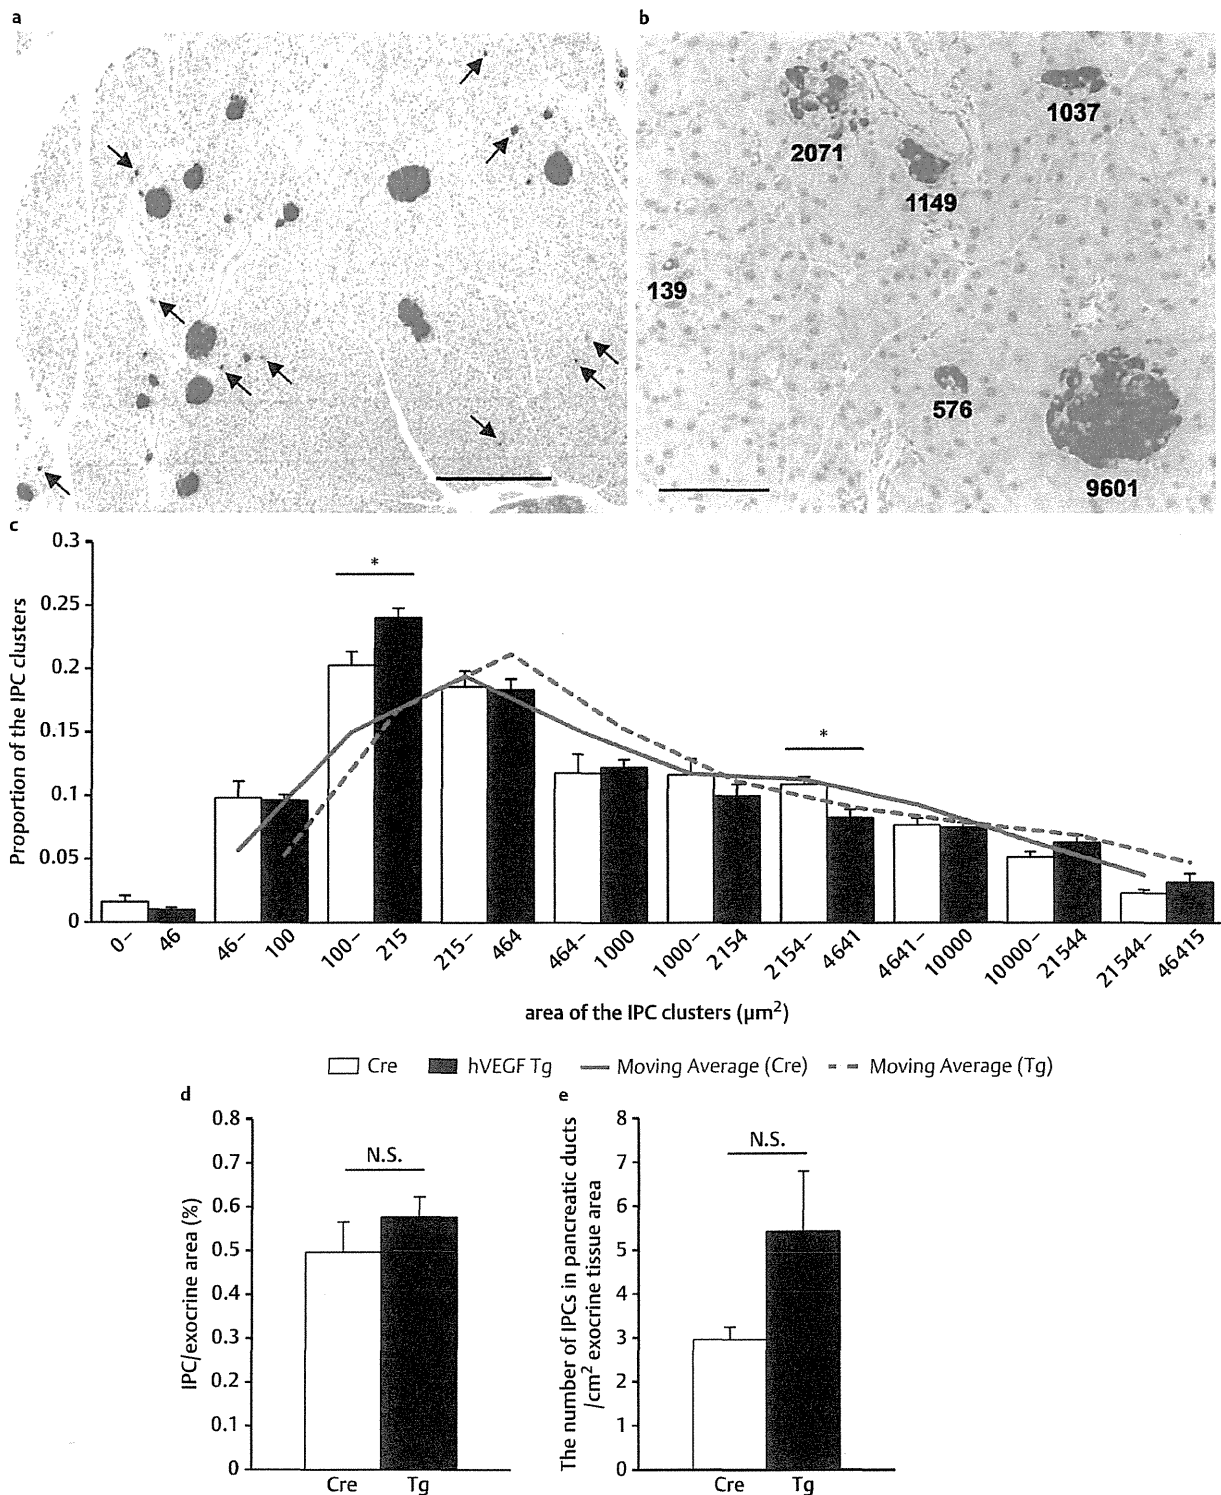 a
b
2071
1037
1149
139
576
9601
c
Proportion of the IPC clusters
0.3
0.25
0.2
0.15
0.1
0.05
0
*
*
0– 46
46– 100
100– 215
215– 464
464– 1000
1000– 2154
2154– 4641
4641– 10000
10000– 21544
21544– 46415
area of the IPC clusters (µm²)
Cre hVEGF Tg Moving Average (Cre) Moving Average (Tg)
d
IPC/exocrine area (%)
0.8
0.7
0.6
0.5
0.4
0.3
0.2
0.1
0
N.S.
Cre Tg
e
The number of IPCs in pancreatic ducts
/cm² exocrine tissue area
8
7
6
5
4
3
2
1
0
N.S.
Cre Tg